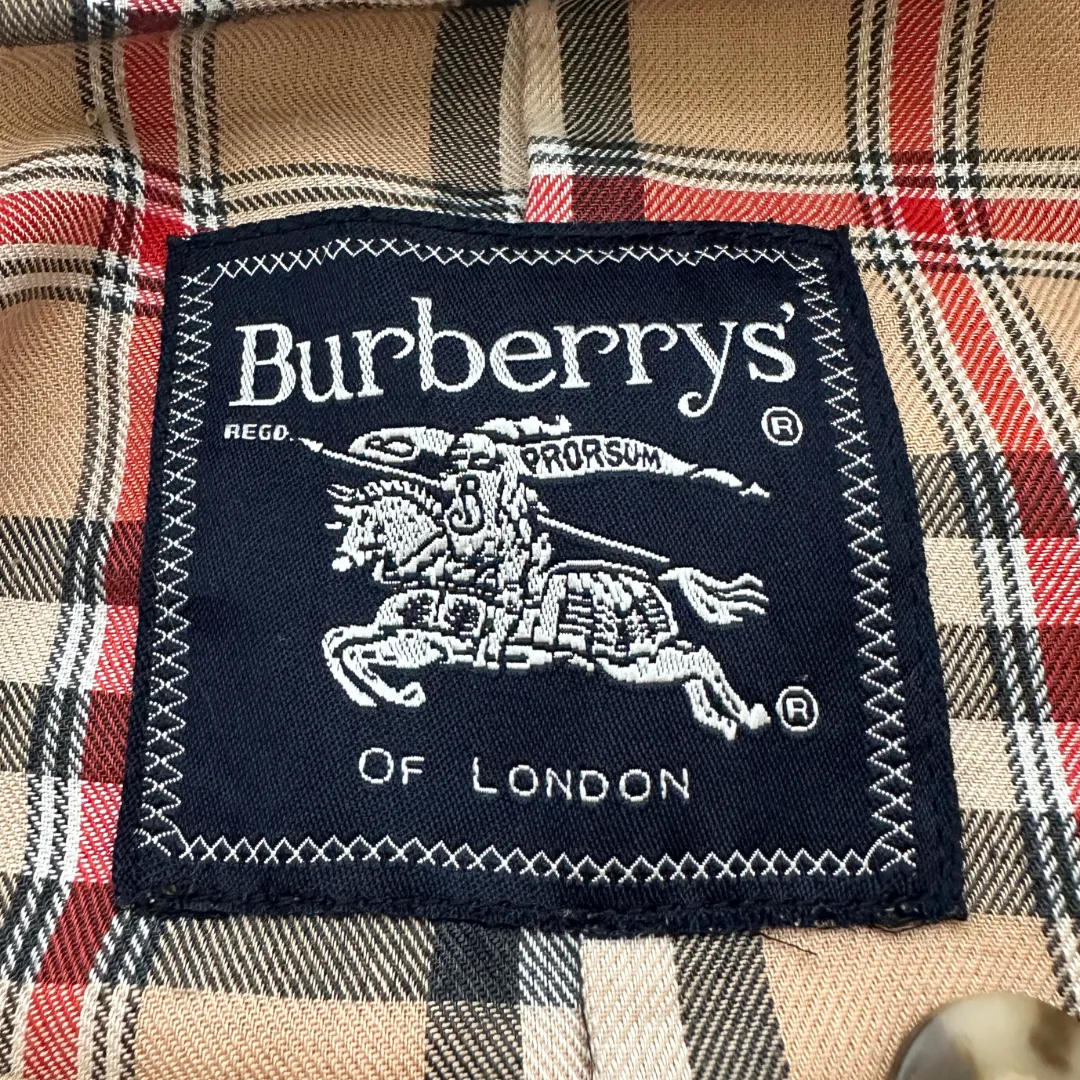 Burberrys'
REGD.
®
PRORSUM
B
®
OF LONDON